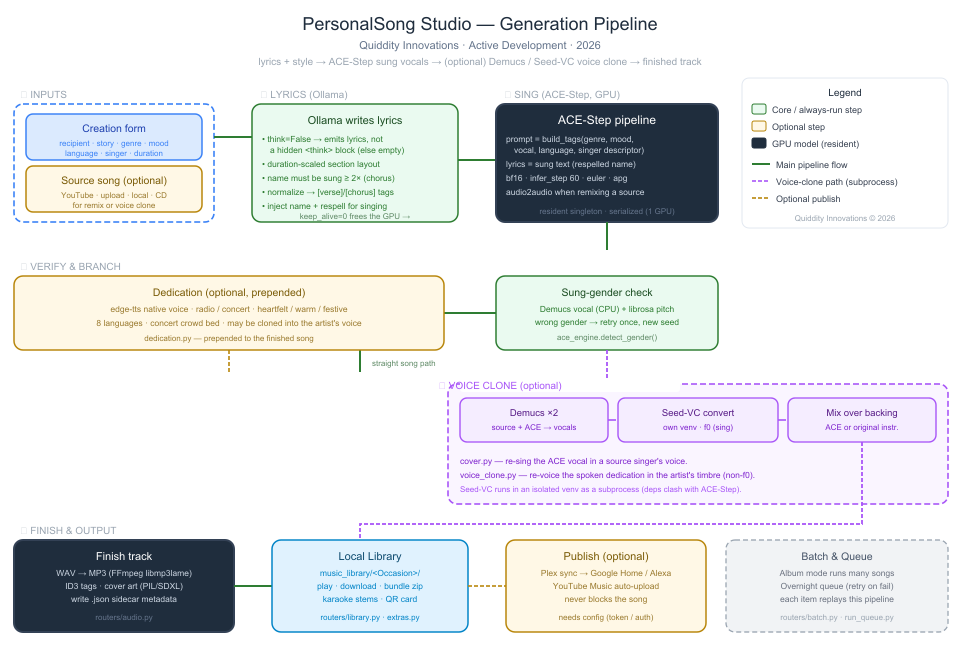 PersonalSong Studio — Generation Pipeline
Quiddity Innovations · Active Development · 2026
lyrics + style → ACE-Step sung vocals → (optional) Demucs / Seed-VC voice clone → finished track
INPUTS
Creation form
recipient · story · genre · mood
language · singer · duration
Source song (optional)
YouTube · upload · local · CD
for remix or voice clone
LYRICS (Ollama)
Ollama writes lyrics
• think=False → emits lyrics, not
a hidden <think> block (else empty)
• duration-scaled section layout
• name must be sung ≥ 2× (chorus)
• normalize → [verse]/[chorus] tags
• inject name + respell for singing
keep_alive=0 frees the GPU →
SING (ACE-Step, GPU)
ACE-Step pipeline
prompt = build_tags(genre, mood,
vocal, language, singer descriptor)
lyrics = sung text (respelled name)
bf16 · infer_step 60 · euler · apg
audio2audio when remixing a source
resident singleton · serialized (1 GPU)
Legend
Core / always-run step
Optional step
GPU model (resident)
Main pipeline flow
Voice-clone path (subprocess)
Optional publish
Quiddity Innovations © 2026
VERIFY & BRANCH
Dedication (optional, prepended)
edge-tts native voice · radio / concert · heartfelt / warm / festive
8 languages · concert crowd bed · may be cloned into the artist's voice
dedication.py — prepended to the finished song
Sung-gender check
Demucs vocal (CPU) + librosa pitch
wrong gender → retry once, new seed
ace_engine.detect_gender()
straight song path
VOICE CLONE (optional)
Demucs ×2
source + ACE → vocals
Seed-VC convert
own venv · f0 (sing)
Mix over backing
ACE or original instr.
cover.py — re-sing the ACE vocal in a source singer's voice.
voice_clone.py — re-voice the spoken dedication in the artist's timbre (non-f0).
Seed-VC runs in an isolated venv as a subprocess (deps clash with ACE-Step).
FINISH & OUTPUT
Finish track
WAV → MP3 (FFmpeg libmp3lame)
ID3 tags · cover art (PIL/SDXL)
write .json sidecar metadata
routers/audio.py
Local Library
music_library/<Occasion>/
play · download · bundle zip
karaoke stems · QR card
routers/library.py · extras.py
Publish (optional)
Plex sync → Google Home / Alexa
YouTube Music auto-upload
never blocks the song
needs config (token / auth)
Batch & Queue
Album mode runs many songs
Overnight queue (retry on fail)
each item replays this pipeline
routers/batch.py · run_queue.py